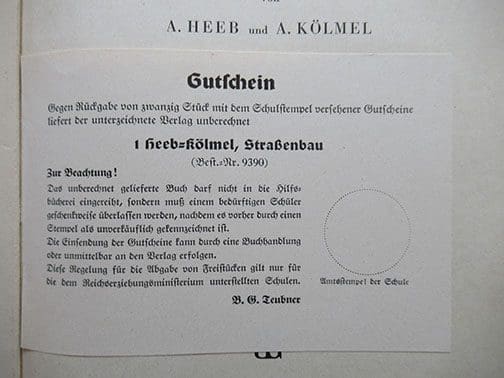 von
A. HEEB und A. KÖLMEL
Gutschein
Gegen Rückgabe von zwanzig Stück mit dem Schulstempel versehener Gutscheine
liefert der unterzeichnete Verlag unberechnet
1 Heeb-Kölmel, Straßenbau
(Best.-Nr. 9390)
Zur Beachtung!
Das unberechnet gelieferte Buch darf nicht in die Hilfs-
bücherei eingereiht, sondern muß einem bedürftigen Schüler
geschenkweise überlassen werden, nachdem es vorher durch einen
Stempel als unverkäuflich gekennzeichnet ist.
Die Einsendung der Gutscheine kann durch eine Buchhandlung
oder unmittelbar an den Verlag erfolgen.
Diese Regelung für die Abgabe von Freistücken gilt nur für
die dem Reichserziehungsministerium unterstellten Schulen.
B. G. Teubner
Amtsstempel der Schule